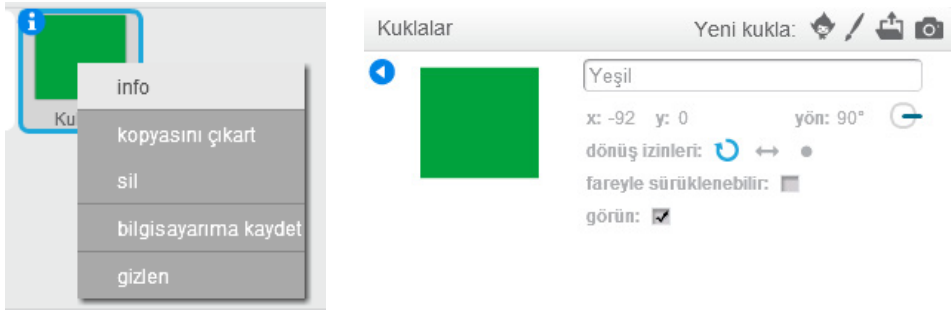 Ku
info
kopyasını çıkart
sil
bilgisayarıma kaydet
gizlen
Kuklalar
Yeni kukla:
Yeşil
x: -92 y: 0 yön: 90°
dönüş izinleri:
fareyle sürüklenebilir:
görün: